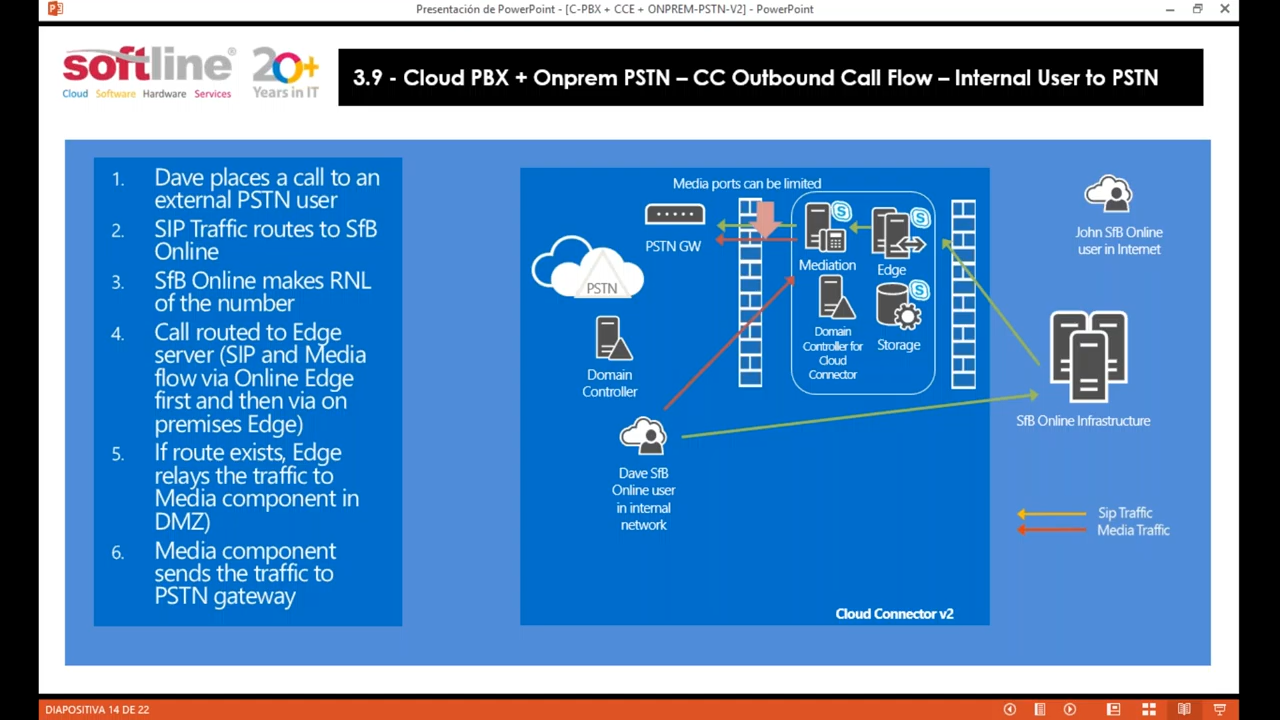 Presentación de PowerPoint - [C-PBX + CCE + ONPREM-PSTN-V2] - PowerPoint
softline®
Cloud Software Hardware Services
20+
Years in IT
3.9 - Cloud PBX + Onprem PSTN – CC Outbound Call Flow – Internal User to PSTN
1. Dave places a call to an
external PSTN user
2. SIP Traffic routes to SfB
Online
3. SfB Online makes RNL
of the number
4. Call routed to Edge
server (SIP and Media
flow via Online Edge
first and then via on
premises Edge)
5. If route exists, Edge
relays the traffic to
Media component in
DMZ)
6. Media component
sends the traffic to
PSTN gateway
Media ports can be limited
PSTN GW
PSTN
Domain
Controller
Dave SfB
Online user
in internal
network
Mediation
Edge
Domain
Controller for
Cloud
Connector
Storage
Cloud Connector v2
John SfB Online
user in Internet
SfB Online Infrastructure
Sip Traffic
Media Traffic
DIAPOSITIVA 14 DE 22